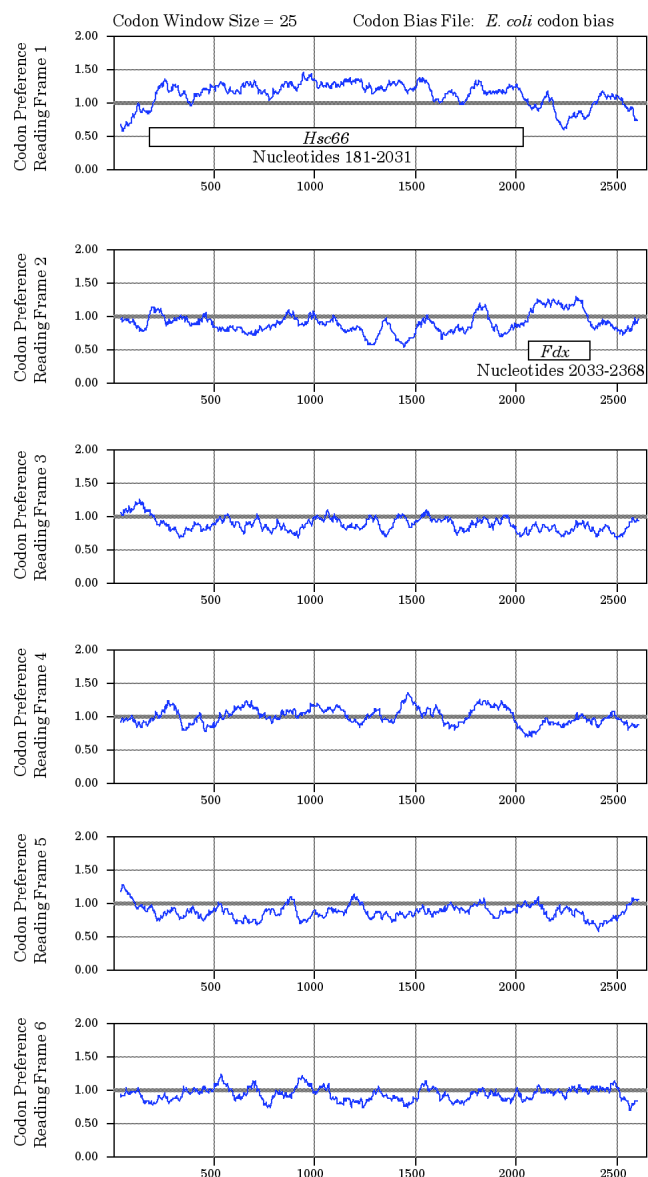 Codon Window Size = 25 Codon Bias File: E. coli codon bias
Codon Preference
Reading Frame 1
2.00
1.50
1.00
0.50
0.00
Hsc66
Nucleotides 181-2031
500 1000 1500 2000 2500
Codon Preference
Reading Frame 2
2.00
1.50
1.00
0.50
0.00
Fdx
Nucleotides 2033-2368
500 1000 1500 2000 2500
Codon Preference
Reading Frame 3
2.00
1.50
1.00
0.50
0.00
500 1000 1500 2000 2500
Codon Preference
Reading Frame 4
2.00
1.50
1.00
0.50
0.00
500 1000 1500 2000 2500
Codon Preference
Reading Frame 5
2.00
1.50
1.00
0.50
0.00
500 1000 1500 2000 2500
Codon Preference
Reading Frame 6
2.00
1.50
1.00
0.50
0.00
500 1000 1500 2000 2500